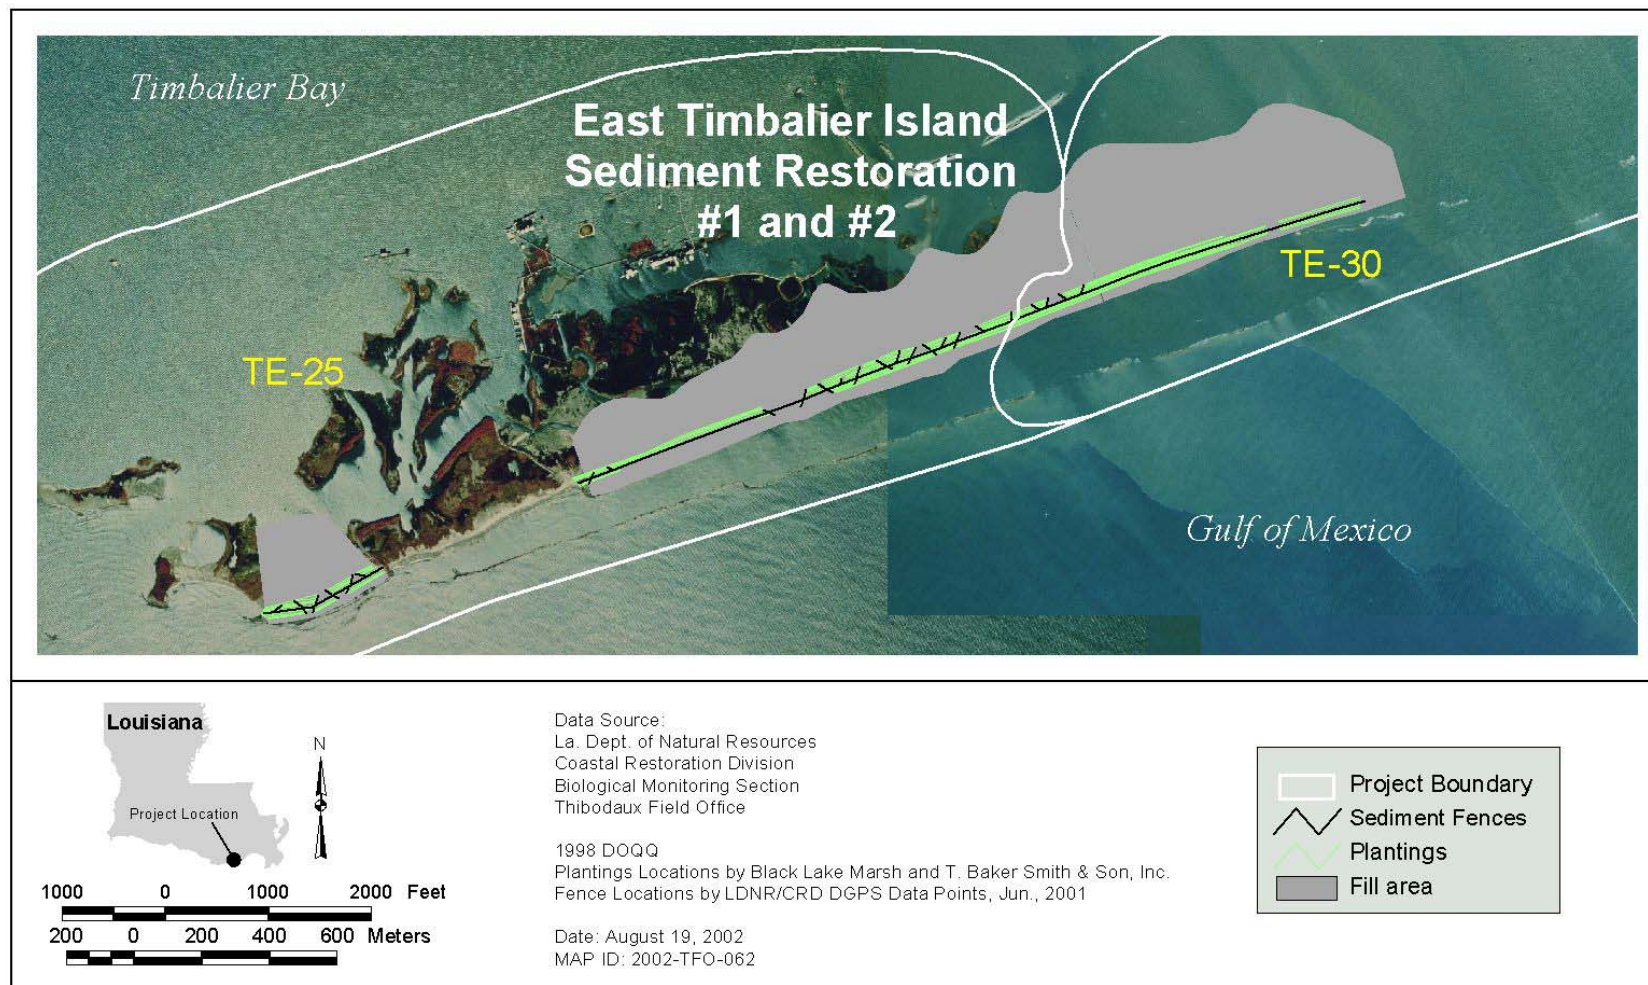 Timbalier Bay
East Timbalier Island
Sediment Restoration
#1 and #2
TE-30
TE-25
Gulf of Mexico
Louisiana
Project Location
N
1000 0 1000 2000 Feet
200 0 200 400 600 Meters
Data Source:
La. Dept. of Natural Resources
Coastal Restoration Division
Biological Monitoring Section
Thibodaux Field Office
1998 DOQQ
Plantings Locations by Black Lake Marsh and T. Baker Smith & Son, Inc.
Fence Locations by LDNR/CRD DGPS Data Points, Jun., 2001
Date: August 19, 2002
MAP ID: 2002-TFO-062
Project Boundary
Sediment Fences
Plantings
Fill area